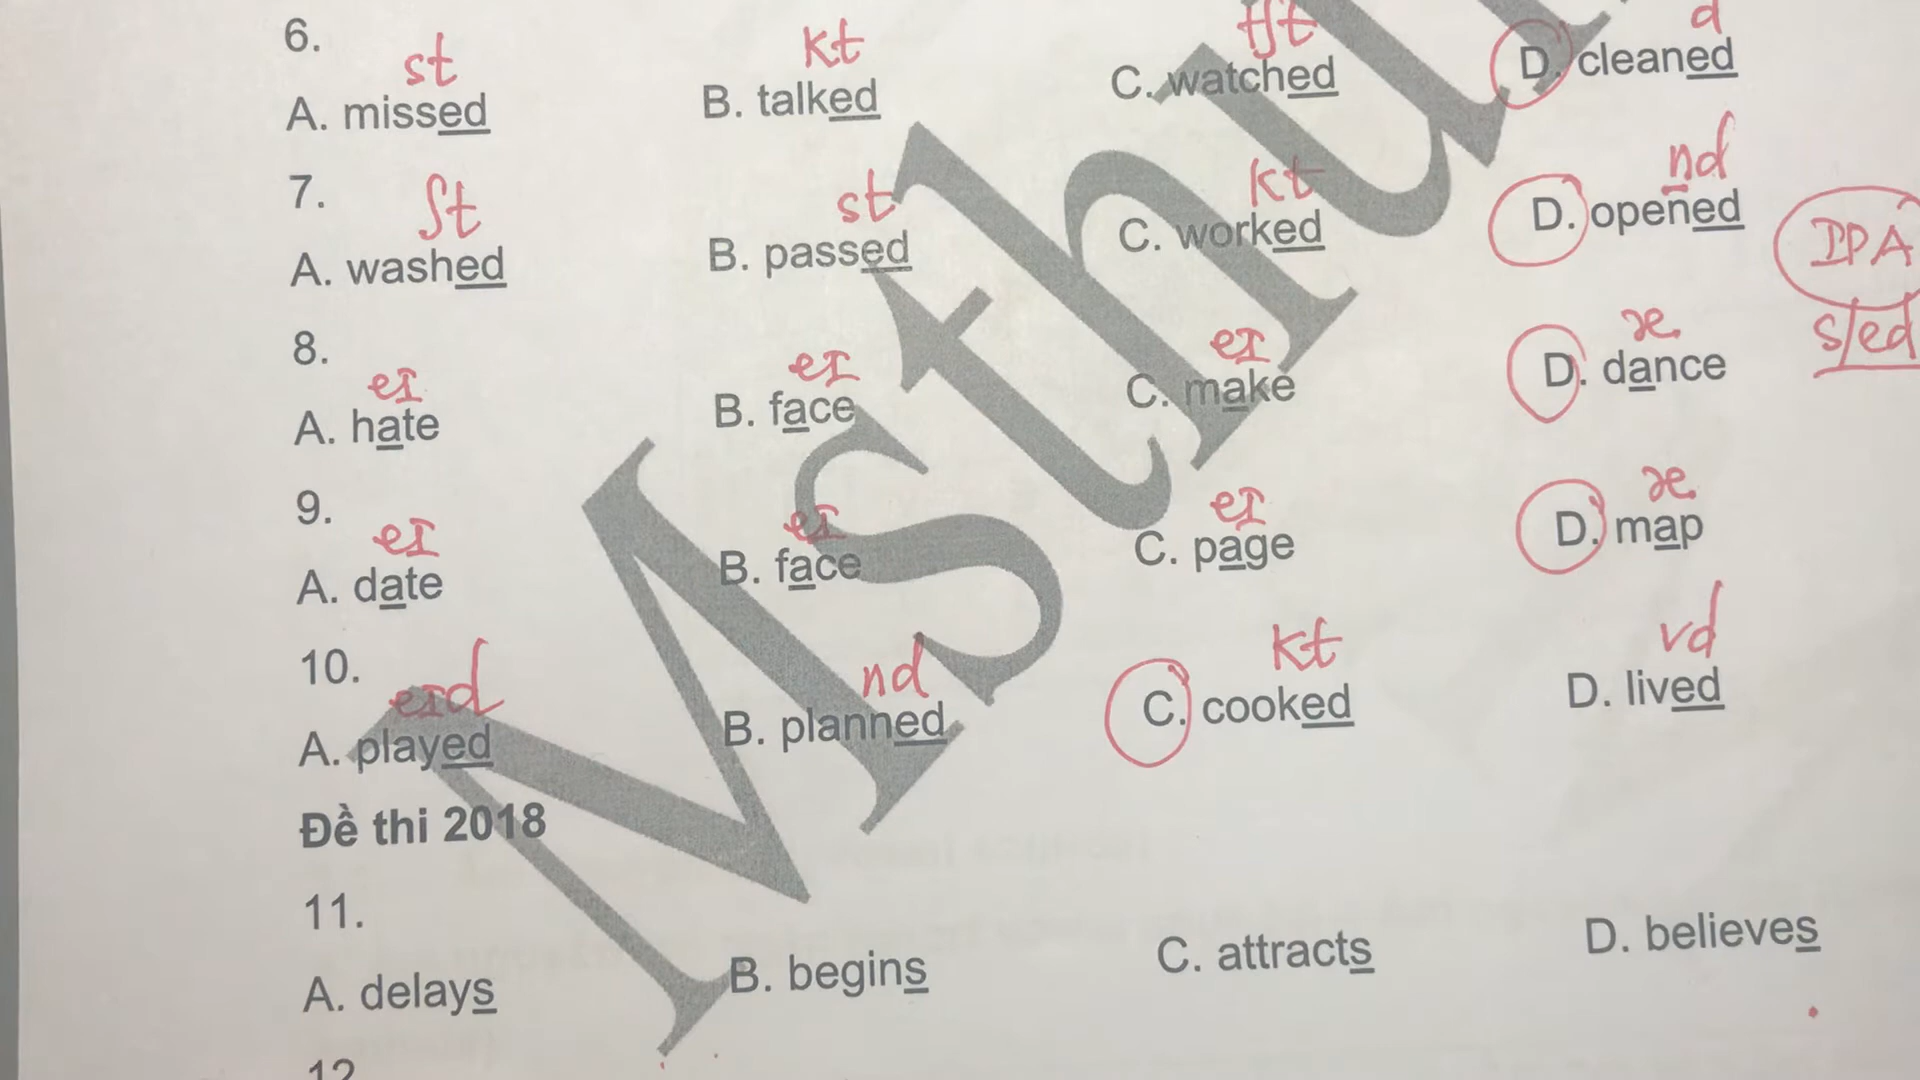 6.
st kt tʃt d
A. missed B. talked C. watched D. cleaned
7.
ʃt st kt nd
A. washed B. passed C. worked D. opened
IPA
s/ed
8.
eɪ eɪ eɪ æ
A. hate B. face C. make D. dance
9.
eɪ eɪ eɪ æ
A. date B. face C. page D. map
10.
eɪd nd kt vd
A. played B. planned C. cooked D. lived
Đề thi 2018
11.
A. delays B. begins C. attracts D. believes
12